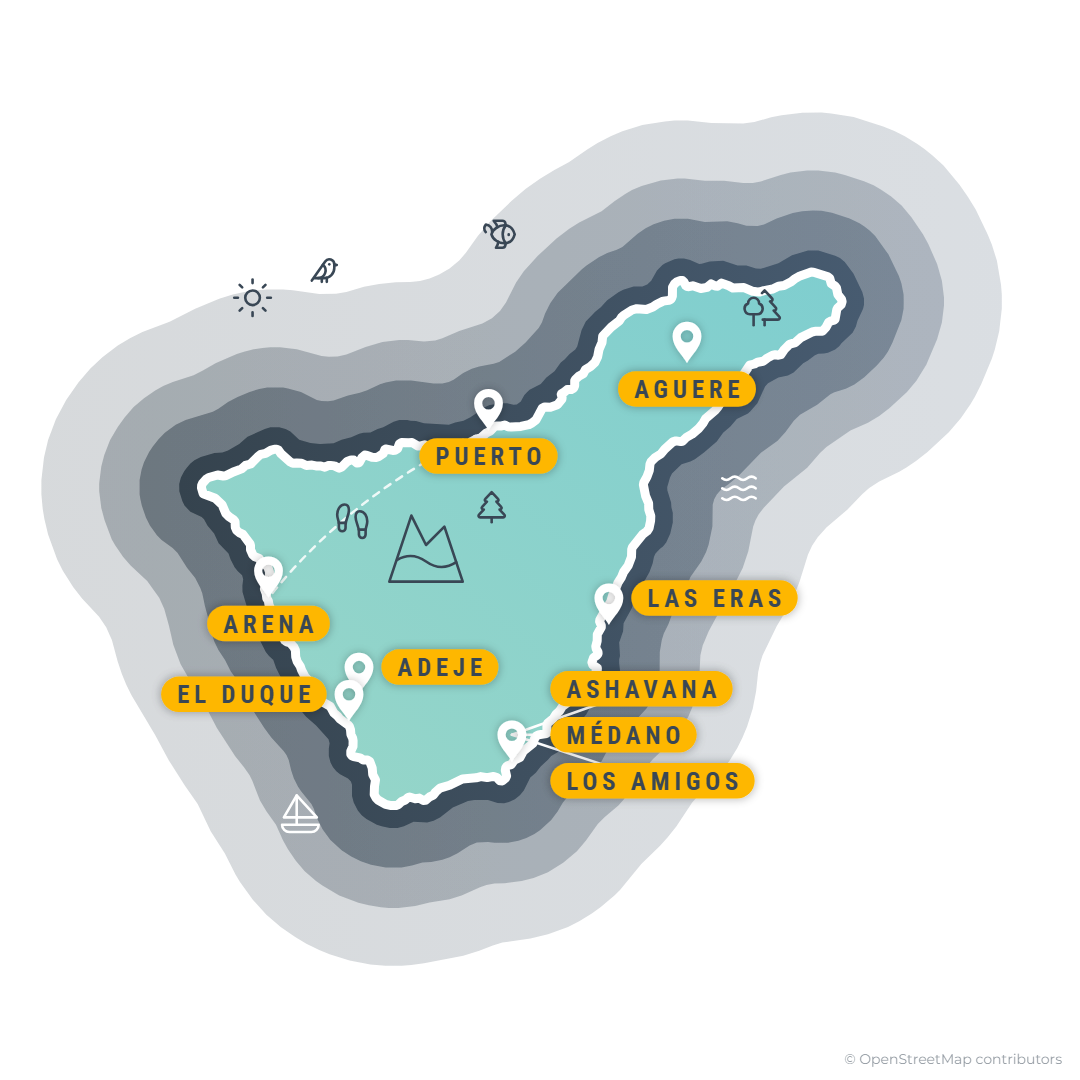 AGUERE
PUERTO
LAS ERAS
ARENA
ADEJE
EL DUQUE
ASHAVANA
MÉDANO
LOS AMIGOS
© OpenStreetMap contributors